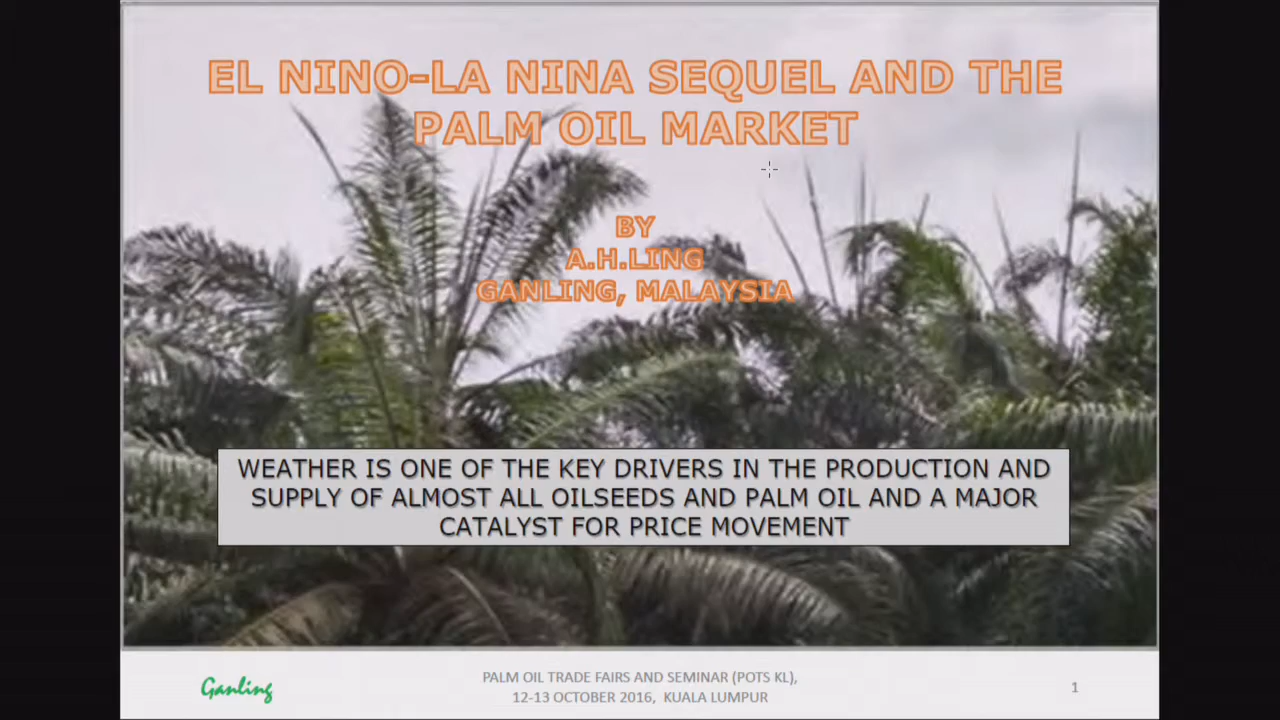 EL NINO-LA NINA SEQUEL AND THE
PALM OIL MARKET
BY
A.H.LING
GANLING, MALAYSIA
WEATHER IS ONE OF THE KEY DRIVERS IN THE PRODUCTION AND
SUPPLY OF ALMOST ALL OILSEEDS AND PALM OIL AND A MAJOR
CATALYST FOR PRICE MOVEMENT
Ganling
PALM OIL TRADE FAIRS AND SEMINAR (POTS KL),
12-13 OCTOBER 2016, KUALA LUMPUR
1